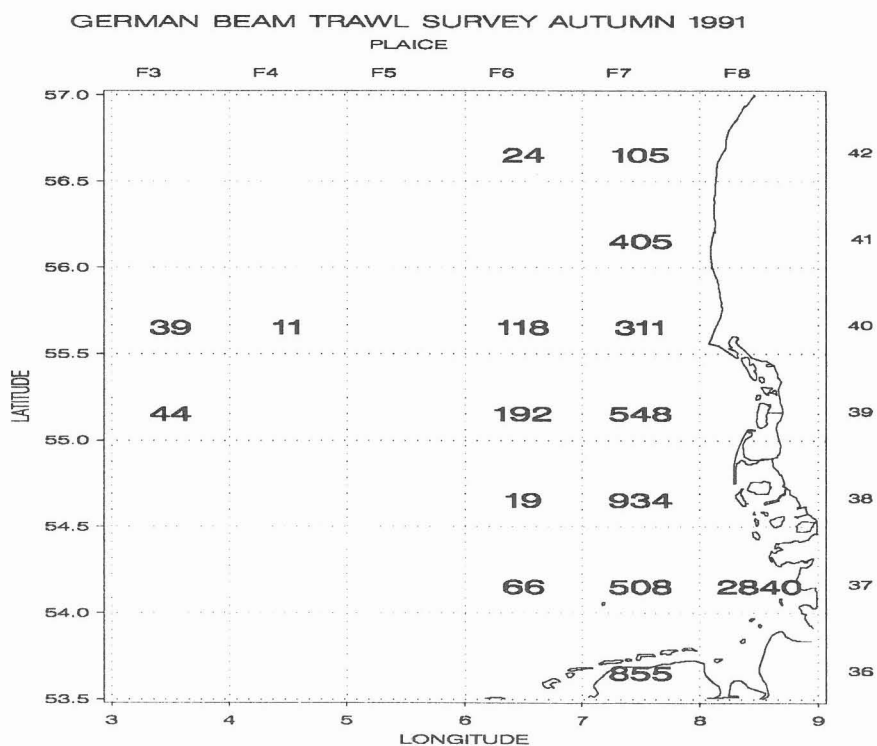 GERMAN BEAM TRAWL SURVEY AUTUMN 1991
PLAICE
F3 F4 F5 F6 F7 F8
57.0
24 105 42
56.5
405 41
56.0
39 11 118 311 40
55.5
44 192 548 39
LATITUDE
55.0
19 934 38
54.5
66 508 2840 37
54.0
855 36
53.5
3 4 5 6 7 8 9
LONGITUDE